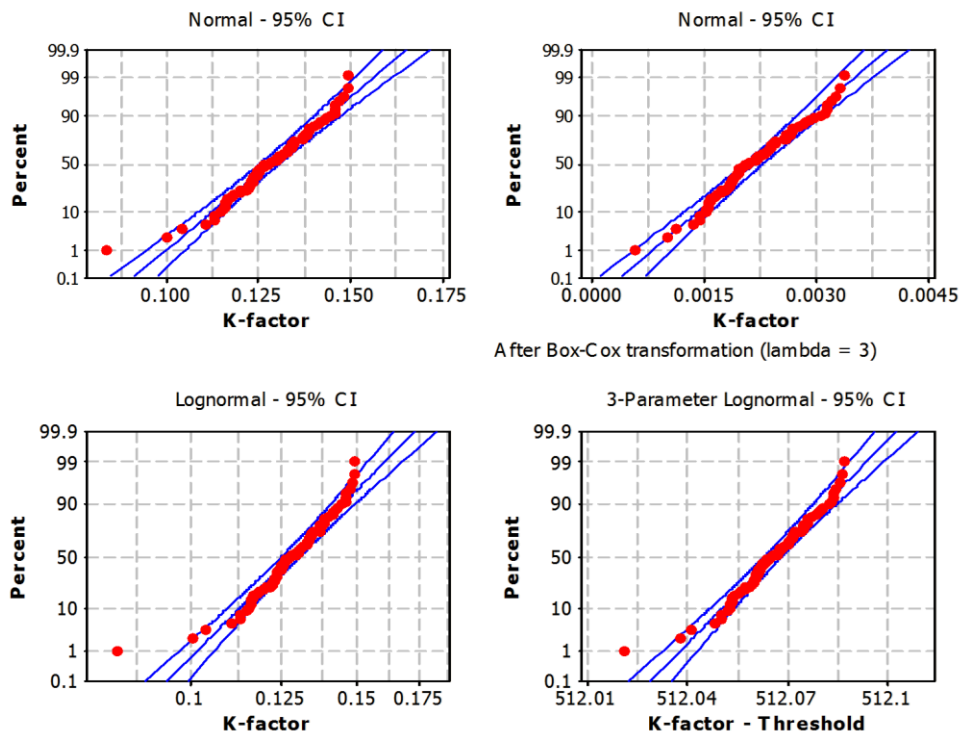 Normal - 95% CI
Percent
99.9
99
90
50
10
1
0.1
0.100 0.125 0.150 0.175
K-factor
Normal - 95% CI
Percent
99.9
99
90
50
10
1
0.1
0.0000 0.0015 0.0030 0.0045
K-factor
After Box-Cox transformation (lambda = 3)
Lognormal - 95% CI
Percent
99.9
99
90
50
10
1
0.1
0.1 0.125 0.15 0.175
K-factor
3-Parameter Lognormal - 95% CI
Percent
99.9
99
90
50
10
1
0.1
512.01 512.04 512.07 512.1
K-factor - Threshold